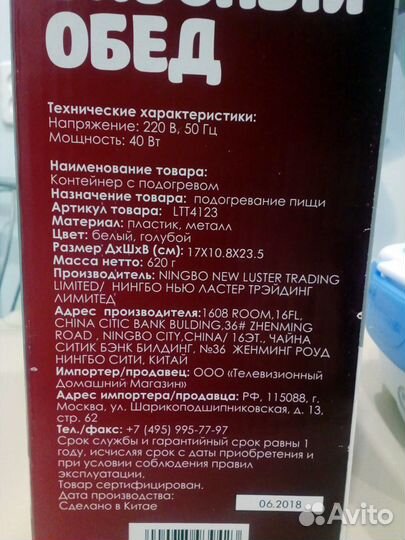 ОБЕД
Технические характеристики:
Напряжение: 220 В, 50 Гц
Мощность: 40 Вт
Наименование товара:
Контейнер с подогревом
Назначение товара: подогревание пищи
Артикул товара: LTT4123
Материал: пластик, металл
Цвет: белый, голубой
Размер ДхШхВ (см): 17X10.8X23.5
Масса нетто: 620 г
Производитель: NINGBO NEW LUSTER TRADING
LIMITED/ НИНГБО НЬЮ ЛАСТЕР ТРЭЙДИНГ
ЛИМИТЕД
Адрес производителя:1608 ROOM,16FL,
CHINA CITIC BANK BULDING,36# ZHENMING
ROAD , NINGBO CITY,CHINA/ 16ЭТ., ЧАЙНА
СИТИК БЭНК БИЛДИНГ, №36 ЖЕНМИНГ РОУД
НИНГБО СИТИ, КИТАЙ
Импортер/продавец: ООО «Телевизионный
Домашний Магазин»
Адрес импортера/продавца: РФ, 115088, г.
Москва, ул. Шарикоподшипниковская, д. 13,
стр. 62
Тел./факс: +7 (495) 995-77-97
Срок службы и гарантийный срок равны 1
году, исчисляя срок с даты приобретения и
при условии соблюдения правил
эксплуатации.
Товар сертифицирован.
Дата производства: 06.2018
Сделано в Китае
Avito